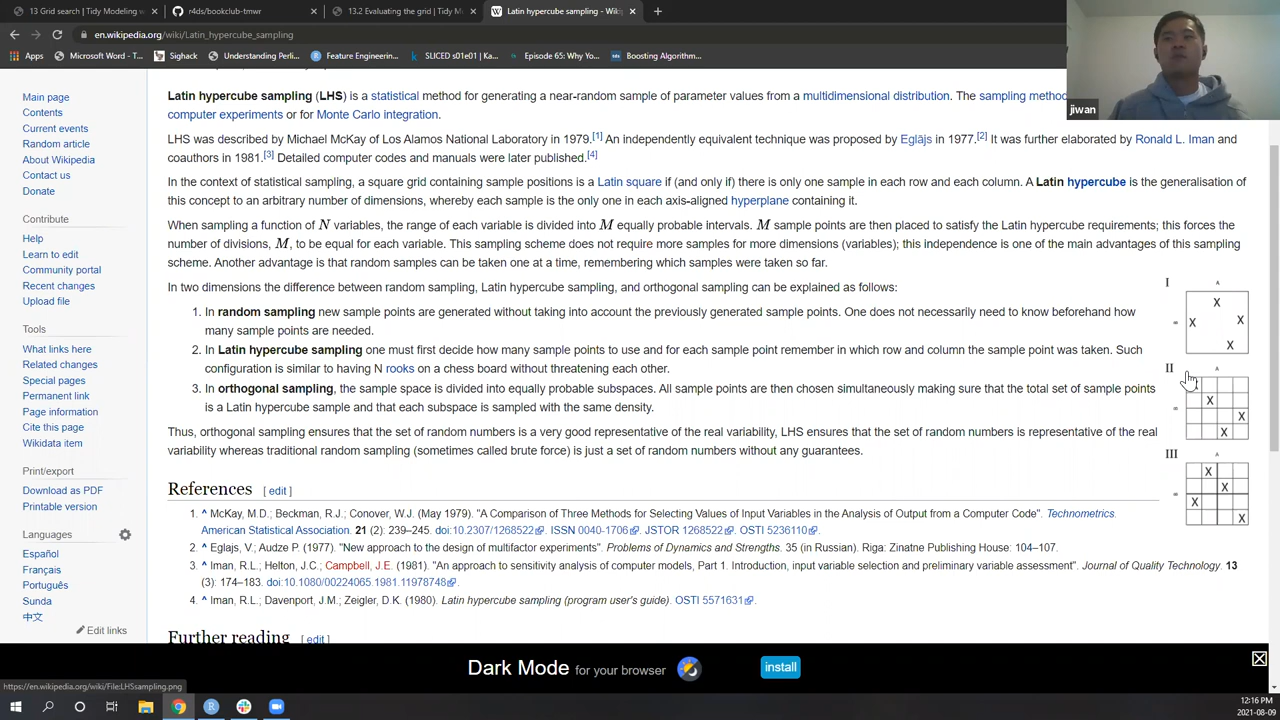 13 Grid search [ Tidy Modeling w
r4ds/bookclub-tmwr
13.2 Evaluating the grid | Tidy M
Latin hypercube sampling - Wikip
en.wikipedia.org/wiki/Latin_hypercube_sampling
Apps
Microsoft Word - T...
Sighack
Understanding Perli...
Feature Engineerin...
SLICED s01e01 | Ka...
Episode 65: Why Yo...
Boosting Algorithm...
jiwan
Main page
Contents
Current events
Random article
About Wikipedia
Contact us
Donate
Contribute
Help
Learn to edit
Community portal
Recent changes
Upload file
Tools
What links here
Related changes
Special pages
Permanent link
Page information
Cite this page
Wikidata item
Print/export
Download as PDF
Printable version
Languages
Español
Français
Português
Sunda
中文
Edit links
Latin hypercube sampling (LHS) is a statistical method for generating a near-random sample of parameter values from a multidimensional distribution. The sampling method
computer experiments or for Monte Carlo integration.
LHS was described by Michael McKay of Los Alamos National Laboratory in 1979.[1] An independently equivalent technique was proposed by Eglājs in 1977.[2] It was further elaborated by Ronald L. Iman and
coauthors in 1981.[3] Detailed computer codes and manuals were later published.[4]
In the context of statistical sampling, a square grid containing sample positions is a Latin square if (and only if) there is only one sample in each row and each column. A Latin hypercube is the generalisation of
this concept to an arbitrary number of dimensions, whereby each sample is the only one in each axis-aligned hyperplane containing it.
When sampling a function of N variables, the range of each variable is divided into M equally probable intervals. M sample points are then placed to satisfy the Latin hypercube requirements; this forces the
number of divisions, M, to be equal for each variable. This sampling scheme does not require more samples for more dimensions (variables); this independence is one of the main advantages of this sampling
scheme. Another advantage is that random samples can be taken one at a time, remembering which samples were taken so far.
In two dimensions the difference between random sampling, Latin hypercube sampling, and orthogonal sampling can be explained as follows:
1. In random sampling new sample points are generated without taking into account the previously generated sample points. One does not necessarily need to know beforehand how
many sample points are needed.
2. In Latin hypercube sampling one must first decide how many sample points to use and for each sample point remember in which row and column the sample point was taken. Such
configuration is similar to having N rooks on a chess board without threatening each other.
3. In orthogonal sampling, the sample space is divided into equally probable subspaces. All sample points are then chosen simultaneously making sure that the total set of sample points
is a Latin hypercube sample and that each subspace is sampled with the same density.
Thus, orthogonal sampling ensures that the set of random numbers is a very good representative of the real variability, LHS ensures that the set of random numbers is representative of the real
variability whereas traditional random sampling (sometimes called brute force) is just a set of random numbers without any guarantees.
I
X
X X
X
II
X
X
X
III
X
X
X
X
References [ edit ]
1. ^ McKay, M.D.; Beckman, R.J.; Conover, W.J. (May 1979). "A Comparison of Three Methods for Selecting Values of Input Variables in the Analysis of Output from a Computer Code". Technometrics.
American Statistical Association. 21 (2): 239–245. doi:10.2307/1268522. ISSN 0040-1706. JSTOR 1268522. OSTI 5236110.
2. ^ Eglajs, V.; Audze P. (1977). "New approach to the design of multifactor experiments". Problems of Dynamics and Strengths. 35 (in Russian). Riga: Zinatne Publishing House: 104–107.
3. ^ Iman, R.L.; Helton, J.C.; Campbell, J.E. (1981). "An approach to sensitivity analysis of computer models, Part 1. Introduction, input variable selection and preliminary variable assessment". Journal of Quality Technology. 13
(3): 174–183. doi:10.1080/00224065.1981.11978748.
4. ^ Iman, R.L.; Davenport, J.M.; Zeigler, D.K. (1980). Latin hypercube sampling (program user's guide). OSTI 5571631.
Further reading [ edit ]
Dark Mode for your browser
install
https://en.wikipedia.org/wiki/File:LHSsampling.png
12:16 PM
2021-08-09